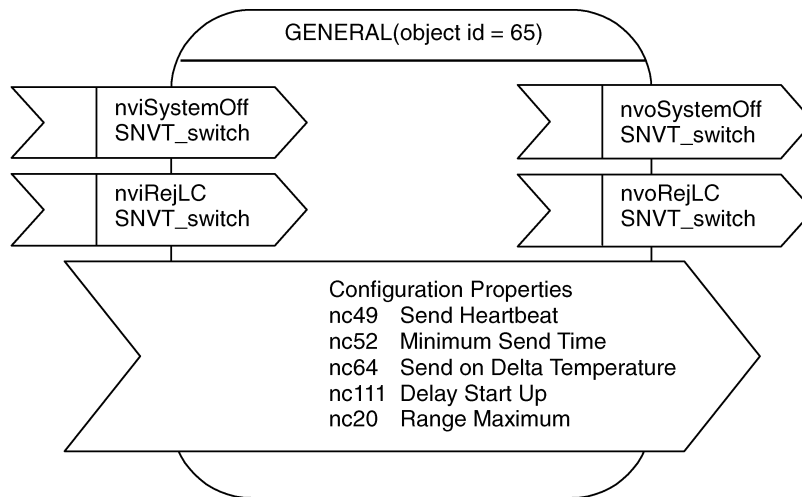 GENERAL(object id = 65)
nviSystemOff
SNVT_switch
nvoSystemOff
SNVT_switch
nviRejLC
SNVT_switch
nvoRejLC
SNVT_switch
Configuration Properties
nc49 Send Heartbeat
nc52 Minimum Send Time
nc64 Send on Delta Temperature
nc111 Delay Start Up
nc20 Range Maximum